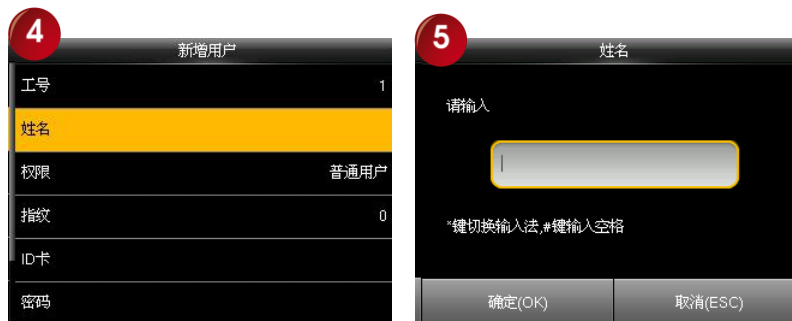 4
新增用户
工号 1
姓名
权限 普通用户
指纹 0
ID卡
密码
5
姓名
请输入
*键切换输入法,#键输入空格
确定(OK) 取消(ESC)